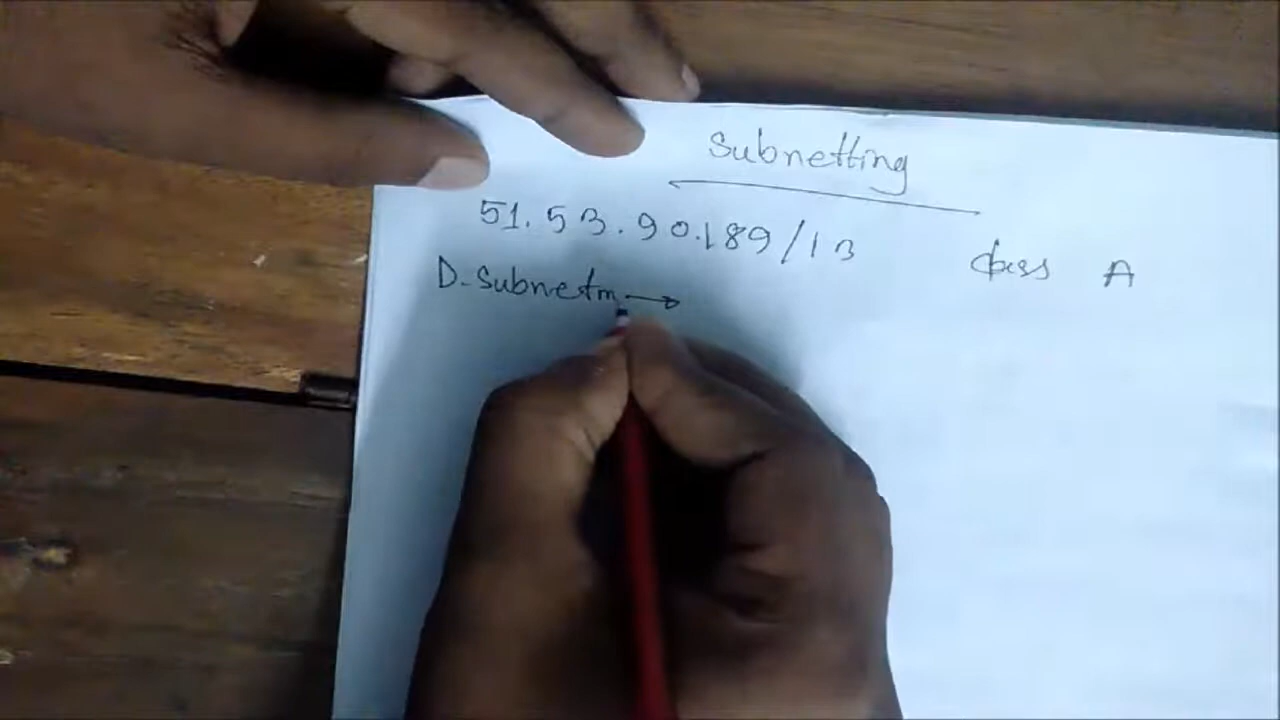 Subnetting
51.53.90.189/13
class A
D.Subnetm →